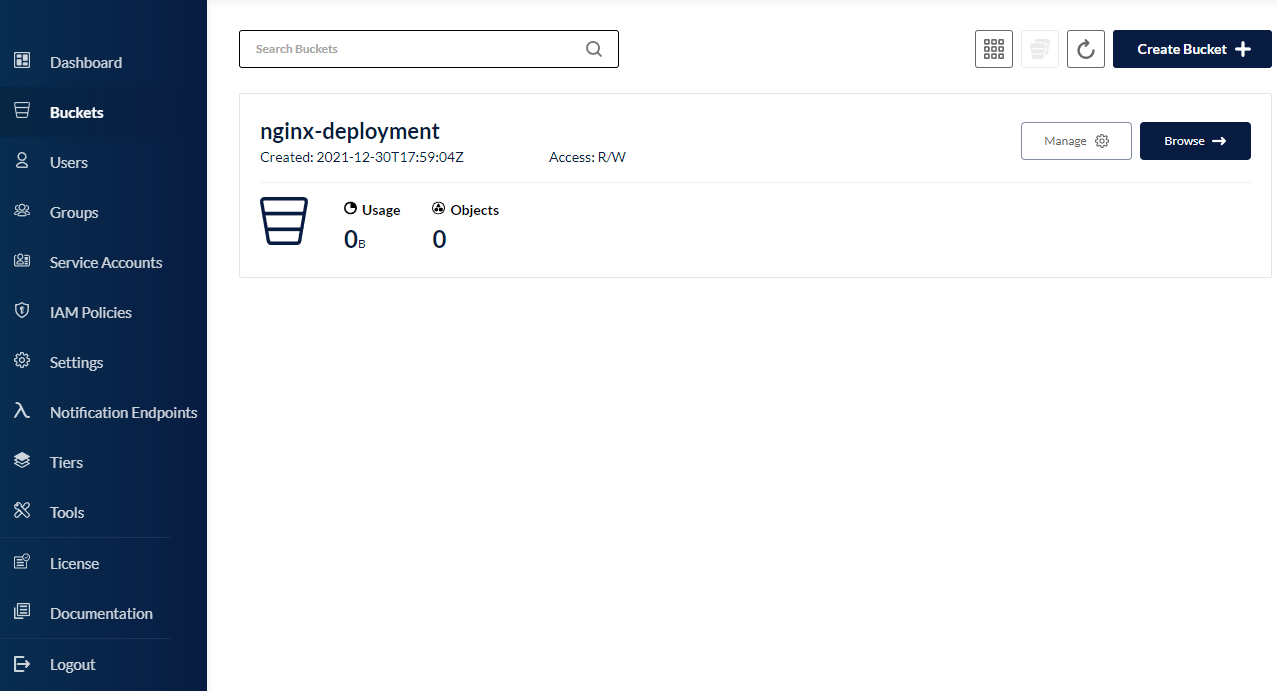 Dashboard
Buckets
Users
Groups
Service Accounts
IAM Policies
Settings
Notification Endpoints
Tiers
Tools
License
Documentation
Logout
Search Buckets
Create Bucket
nginx-deployment
Created: 2021-12-30T17:59:04Z Access: R/W
Manage Browse
Usage Objects
0B 0